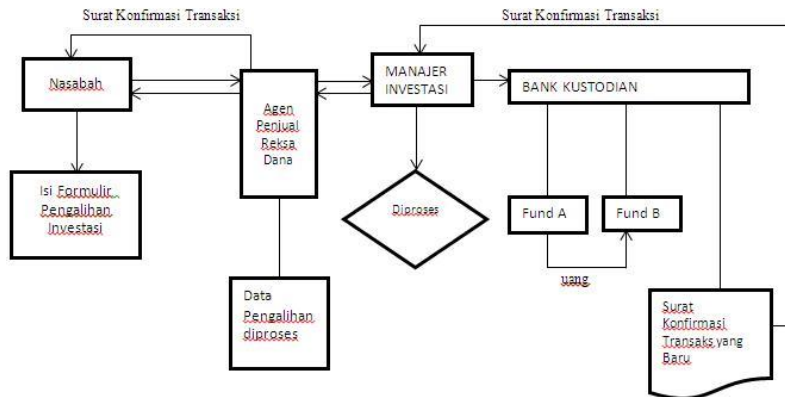 Surat Konfirmasi Transaksi
Surat Konfirmasi Transaksi
Nasabah
Agen
Penjual
Reksa
Dana
MANAJER
INVESTASI
BANK KUSTODIAN
Isi Formulir
Pengalihan
Investasi
Diproses
Fund A
Fund B
uang
Data
Pengalihan
diproses
Surat
Konfirmasi
Transaks yang
Baru